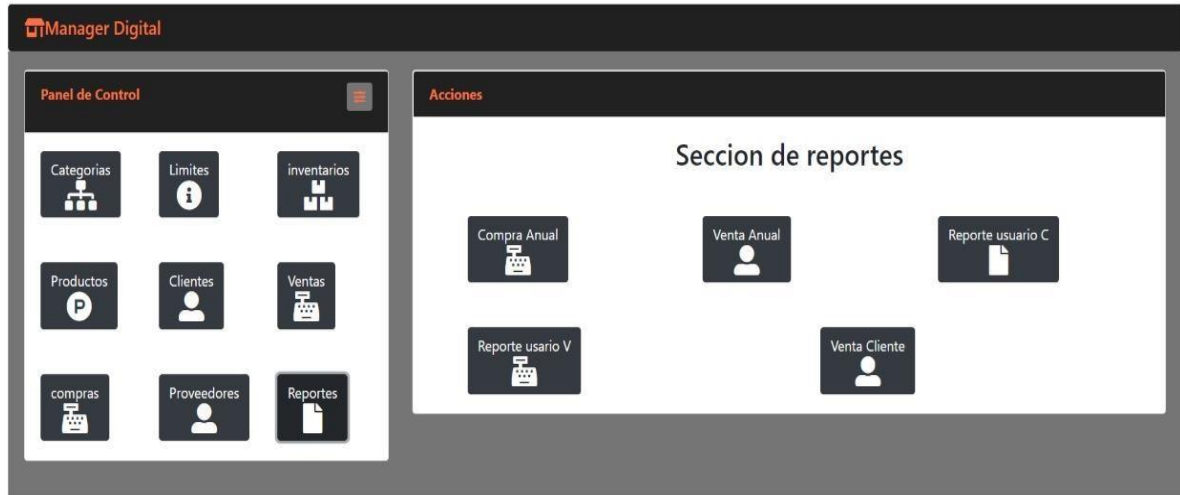 Manager Digital
Panel de Control
Categorias
Limites
inventarios
Productos
P
Clientes
Ventas
compras
Proveedores
Reportes
Acciones
Seccion de reportes
Compra Anual
Venta Anual
Reporte usuario C
Reporte usario V
Venta Cliente